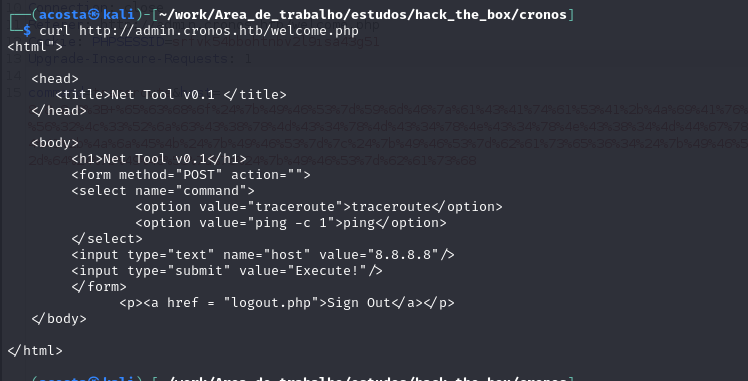 ┌──(acosta㉿kali)-[~/work/Area_de_trabalho/estudos/hack_the_box/cronos]
└─$ curl http://admin.cronos.htb/welcome.php
<html">
<head>
<title>Net Tool v0.1 </title>
</head>
<body>
<h1>Net Tool v0.1</h1>
<form method="POST" action="">
<select name="command">
<option value="traceroute">traceroute</option>
<option value="ping -c 1">ping</option>
</select>
<input type="text" name="host" value="8.8.8.8"/>
<input type="submit" value="Execute!"/>
</form>
<p><a href = "logout.php">Sign Out</a></p>
</body>
</html>
(acosta㉿kali)-[~/work/Area_de_trabalho/estudos/hack_the_box/cronos]